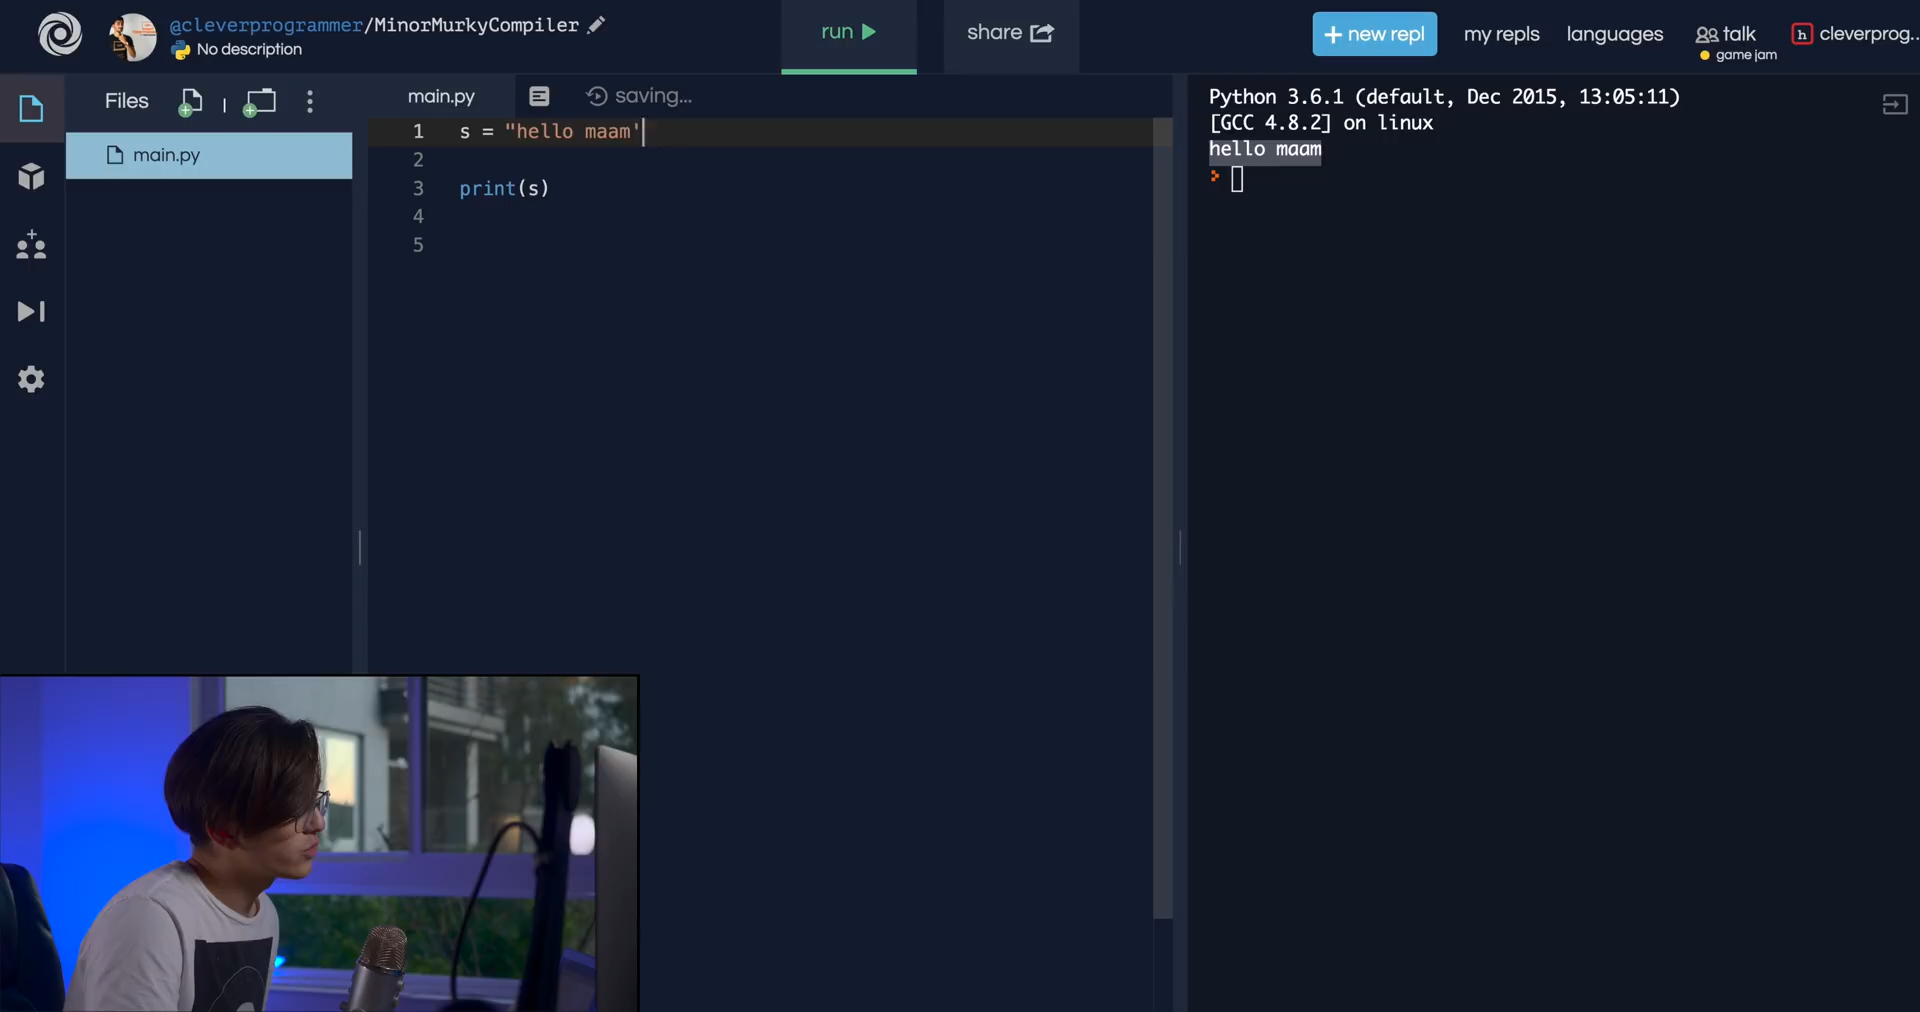 @cleverprogrammer/MinorMurkyCompiler
No description
run
share
+ new repl
my repls
languages
talk
game jam
h
cleverprog...
Files
main.py
main.py
saving...
1 s = "hello maam'
2
3 print(s)
4
5
Python 3.6.1 (default, Dec 2015, 13:05:11)
[GCC 4.8.2] on linux
hello maam
>